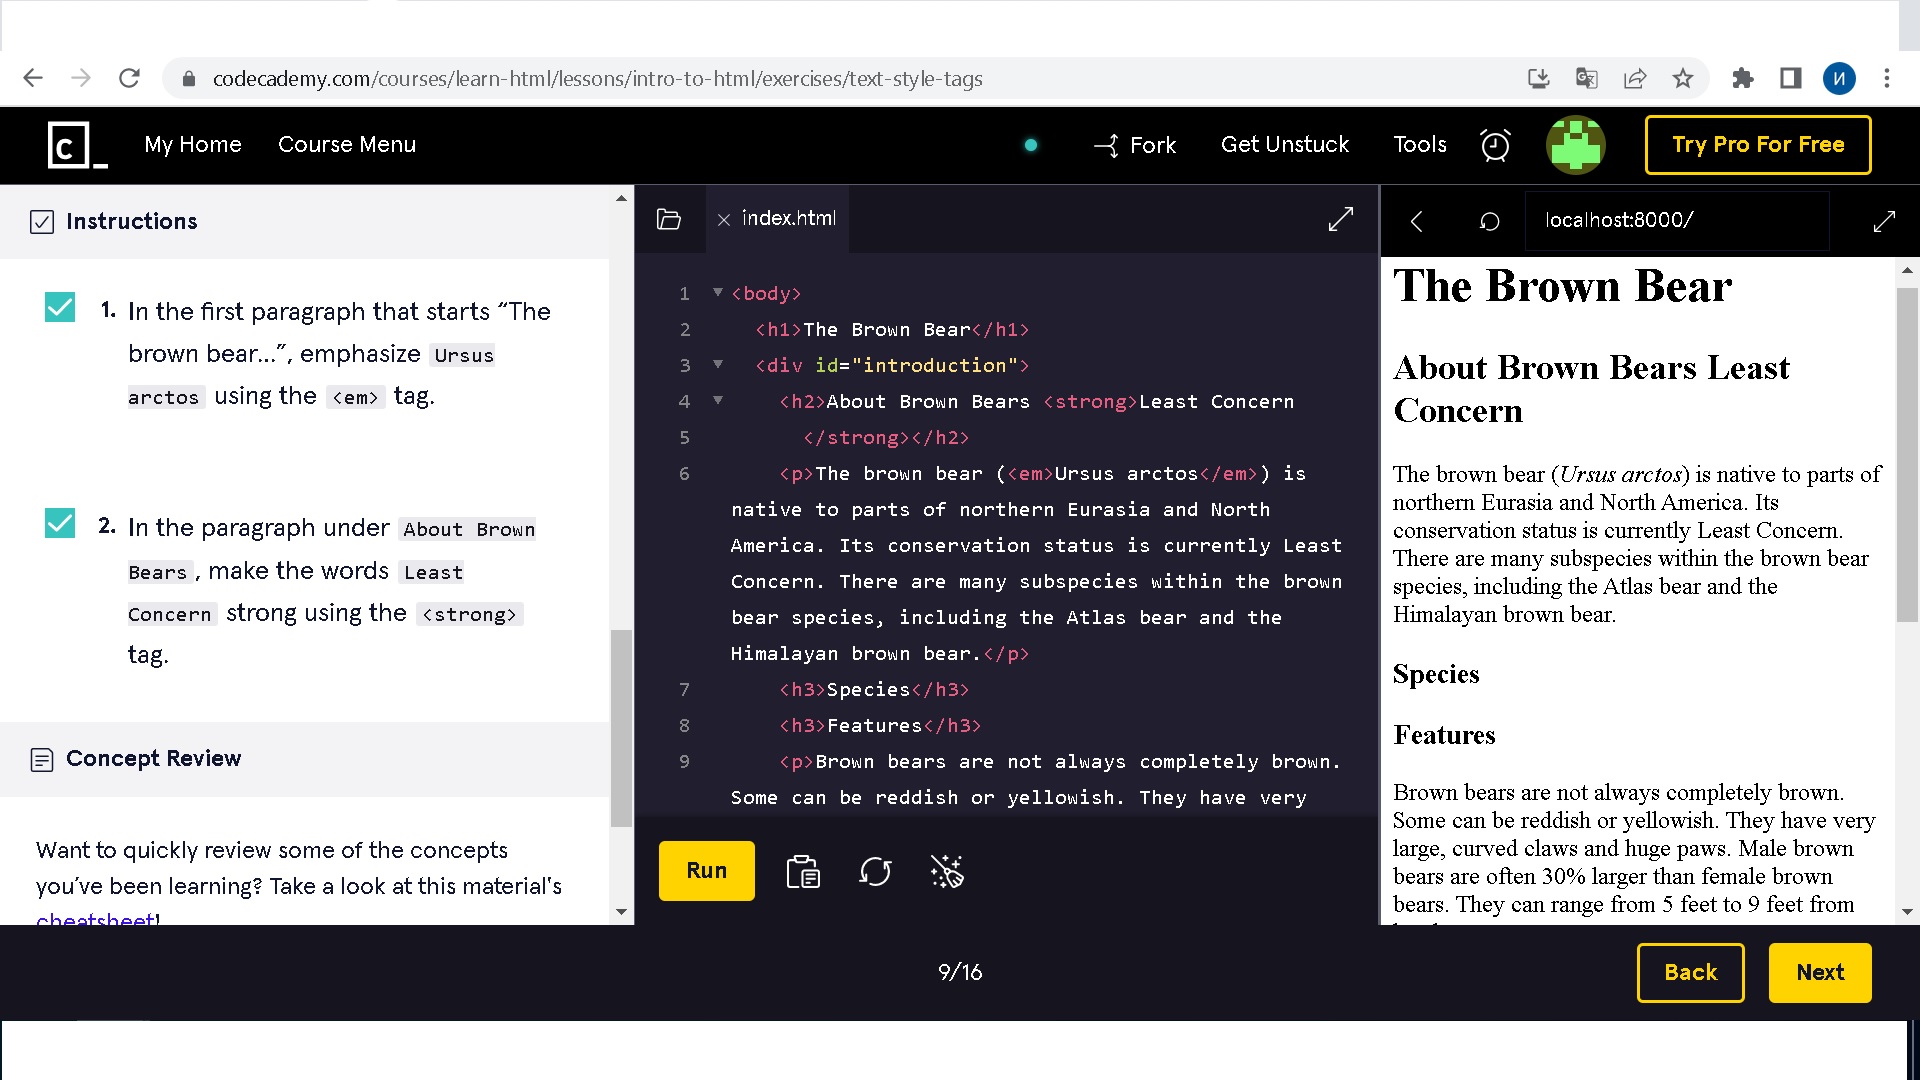 codecademy.com/courses/learn-html/lessons/intro-to-html/exercises/text-style-tags
И
c_
My Home
Course Menu
Fork
Get Unstuck
Tools
Try Pro For Free
Instructions
1. In the first paragraph that starts “The
brown bear...”, emphasize Ursus
arctos using the <em> tag.
2. In the paragraph under About Brown
Bears , make the words Least
Concern strong using the <strong>
tag.
Concept Review
Want to quickly review some of the concepts
you’ve been learning? Take a look at this material's
cheatsheet!
index.html
1 <body>
2 <h1>The Brown Bear</h1>
3 <div id="introduction">
4 <h2>About Brown Bears <strong>Least Concern
5 </strong></h2>
6 <p>The brown bear (<em>Ursus arctos</em>) is
native to parts of northern Eurasia and North
America. Its conservation status is currently Least
Concern. There are many subspecies within the brown
bear species, including the Atlas bear and the
Himalayan brown bear.</p>
7 <h3>Species</h3>
8 <h3>Features</h3>
9 <p>Brown bears are not always completely brown.
Some can be reddish or yellowish. They have very
Run
localhost:8000/
The Brown Bear
About Brown Bears Least
Concern
The brown bear (Ursus arctos) is native to parts of
northern Eurasia and North America. Its
conservation status is currently Least Concern.
There are many subspecies within the brown bear
species, including the Atlas bear and the
Himalayan brown bear.
Species
Features
Brown bears are not always completely brown.
Some can be reddish or yellowish. They have very
large, curved claws and huge paws. Male brown
bears are often 30% larger than female brown
bears. They can range from 5 feet to 9 feet from
9/16
Back
Next